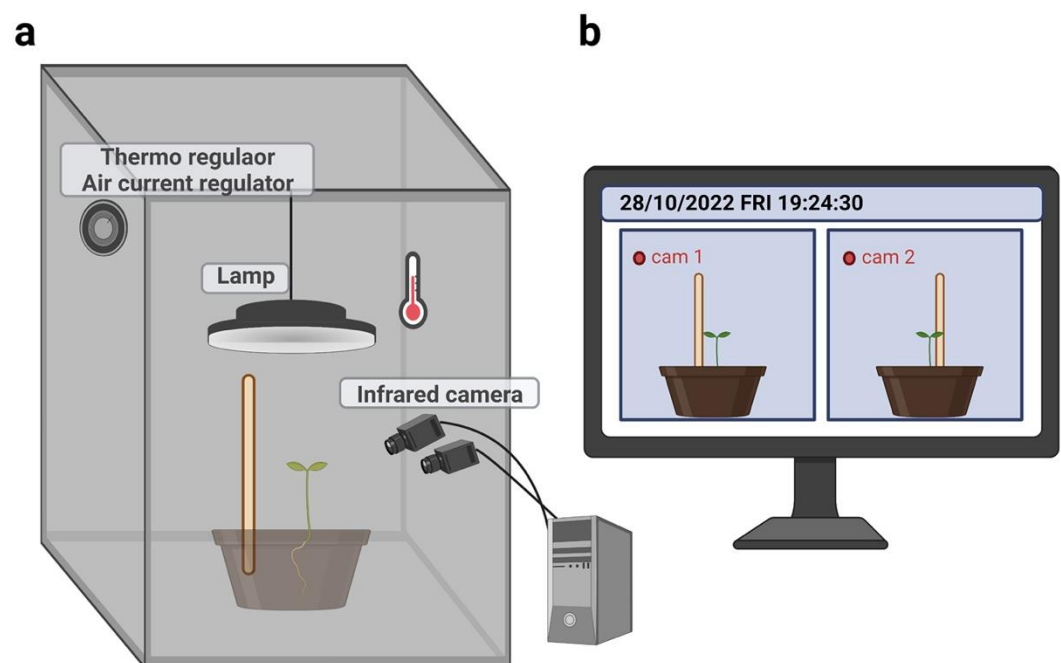 a
Thermo regulaor
Air current regulator
Lamp
Infrared camera
b
28/10/2022 FRI 19:24:30
cam 1
cam 2